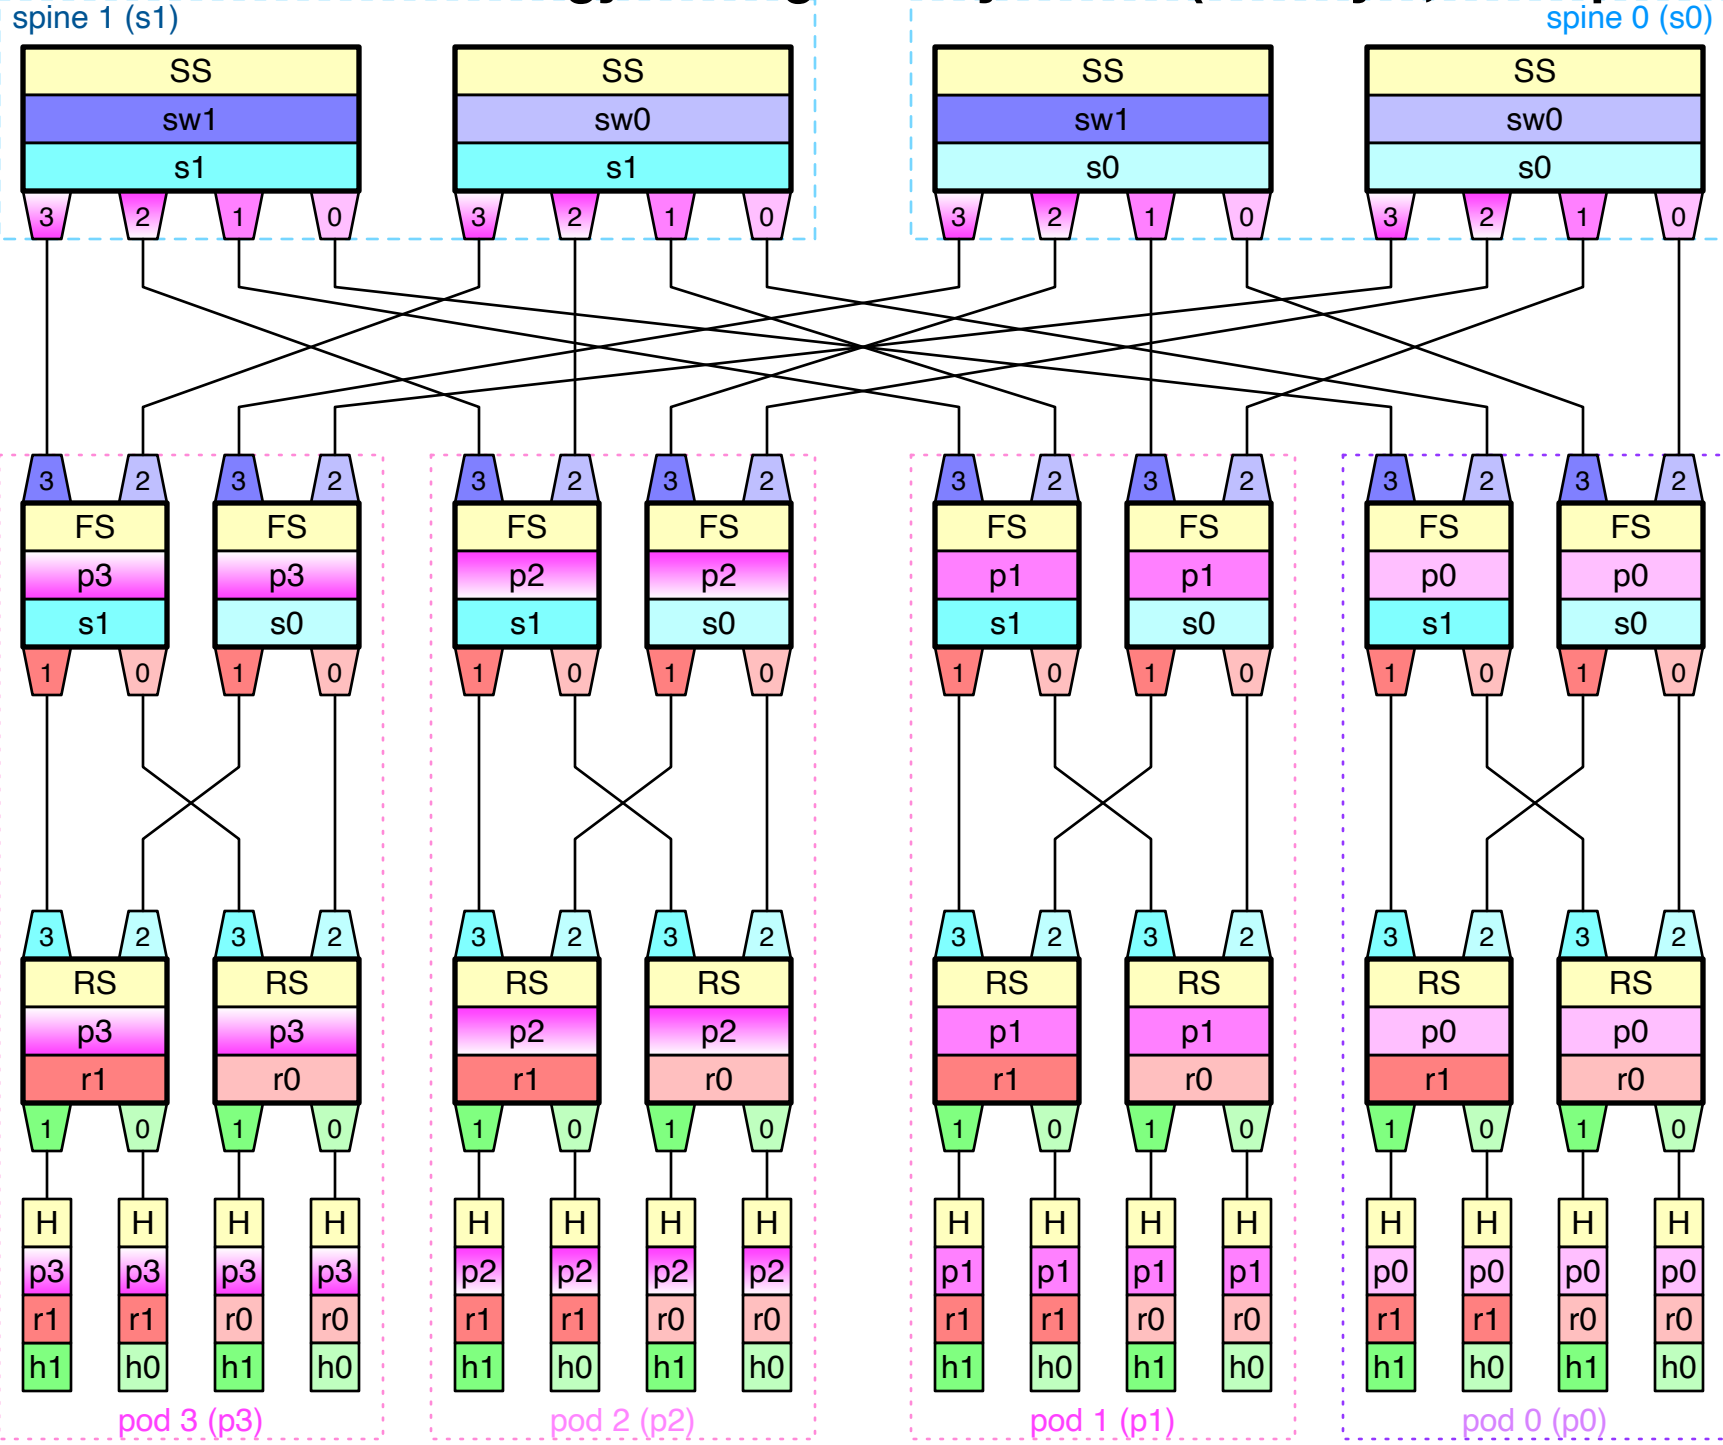 spine 1 (s1) spine 0 (s0)
SS SS SS SS
sw1 sw0 sw1 sw0
s1 s1 s0 s0
3 2 1 0 3 2 1 0 3 2 1 0 3 2 1 0
3 2 3 2 3 2 3 2 3 2 3 2 3 2 3 2
FS FS FS FS FS FS FS FS
p3 p3 p2 p2 p1 p1 p0 p0
s1 s0 s1 s0 s1 s0 s1 s0
1 0 1 0 1 0 1 0 1 0 1 0 1 0 1 0
3 2 3 2 3 2 3 2 3 2 3 2 3 2 3 2
RS RS RS RS RS RS RS RS
p3 p3 p2 p2 p1 p1 p0 p0
r1 r0 r1 r0 r1 r0 r1 r0
1 0 1 0 1 0 1 0 1 0 1 0 1 0 1 0
H H H H H H H H H H H H H H H H
p3 p3 p3 p3 p2 p2 p2 p2 p1 p1 p1 p1 p0 p0 p0 p0
r1 r1 r0 r0 r1 r1 r0 r0 r1 r1 r0 r0 r1 r1 r0 r0
h1 h0 h1 h0 h1 h0 h1 h0 h1 h0 h1 h0 h1 h0 h1 h0
pod 3 (p3) pod 2 (p2) pod 1 (p1) pod 0 (p0)